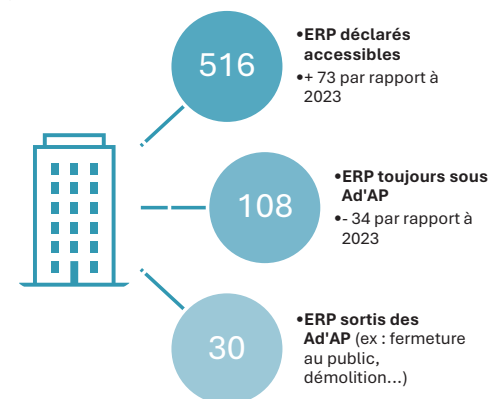 516
•ERP déclarés
accessibles
•+ 73 par rapport à
2023
108
•ERP toujours sous
Ad'AP
•- 34 par rapport à
2023
30
•ERP sortis des
Ad'AP (ex : fermeture
au public,
démolition...)